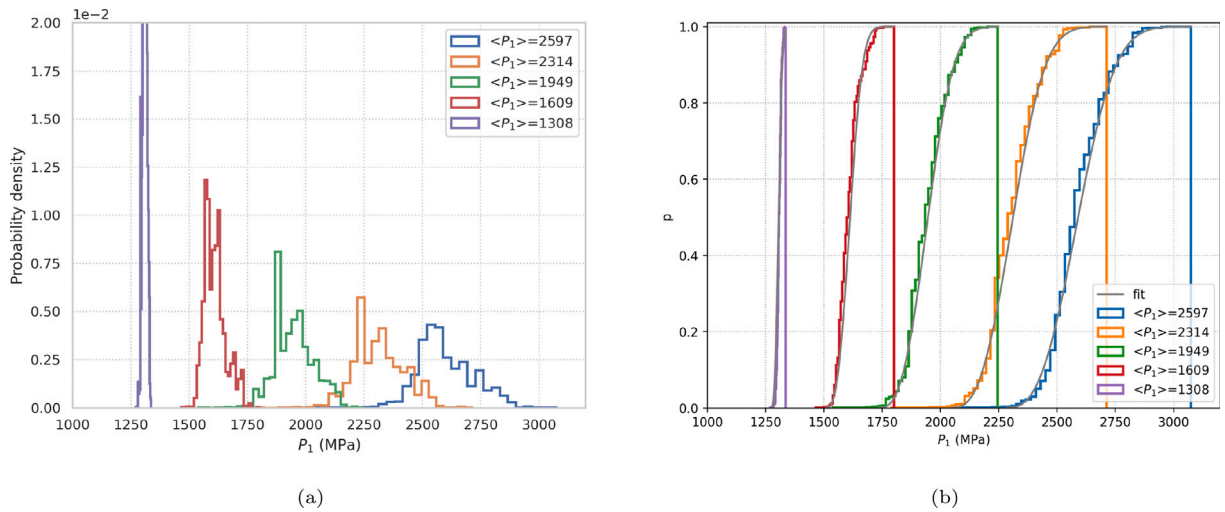 1e−2
2.00
1.75
1.50
1.25
1.00
0.75
0.50
0.25
0.00
Probability density
1000 1250 1500 1750 2000 2250 2500 2750 3000
P₁ (MPa)
<P₁>=2597
<P₁>=2314
<P₁>=1949
<P₁>=1609
<P₁>=1308
(a)
1.0
0.8
0.6
0.4
0.2
0.0
p
1000 1250 1500 1750 2000 2250 2500 2750 3000
P₁ (MPa)
fit
<P₁>=2597
<P₁>=2314
<P₁>=1949
<P₁>=1609
<P₁>=1308
(b)